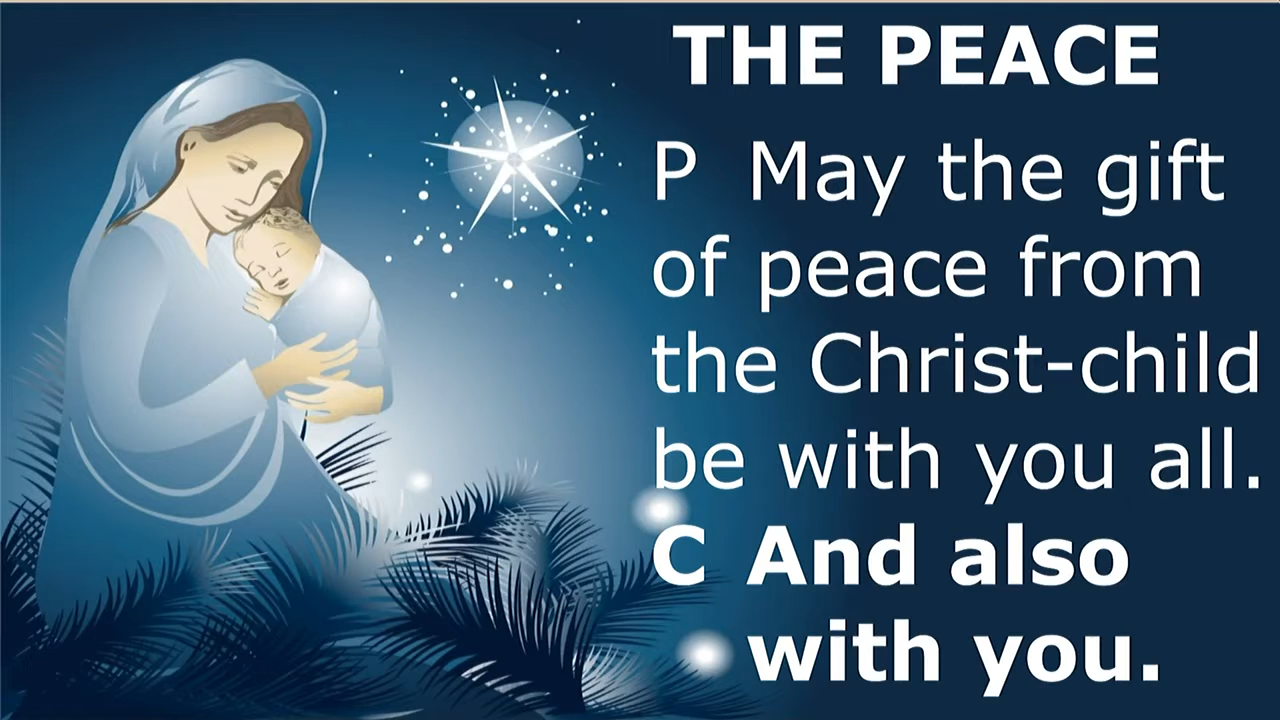 THE PEACE
P May the gift
of peace from
the Christ-child
be with you all.
C And also
with you.